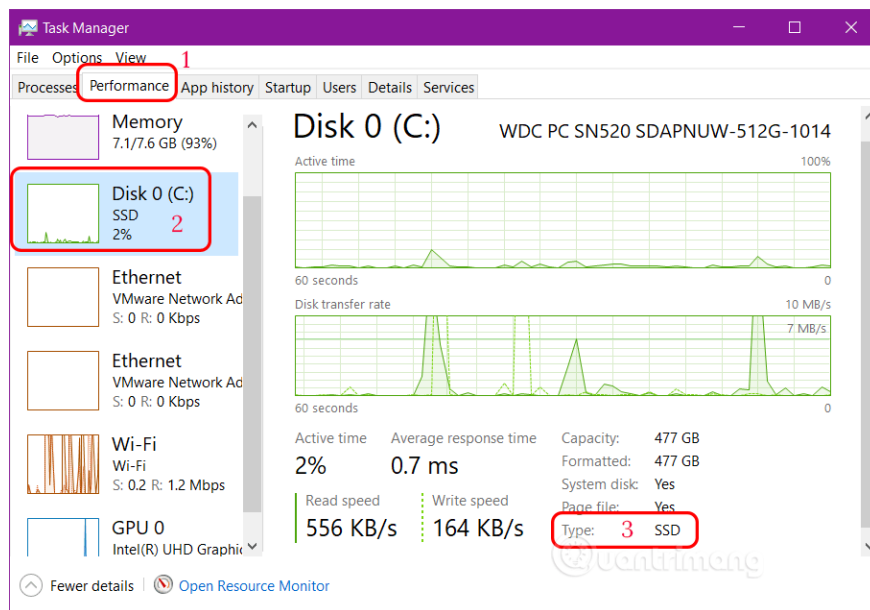 Task Manager
File Options View 1
Processes Performance App history Startup Users Details Services
Memory
7.1/7.6 GB (93%)
Disk 0 (C:)
SSD
2%
2
Ethernet
VMware Network Ad
S: 0 R: 0 Kbps
Ethernet
VMware Network Ad
S: 0 R: 0 Kbps
Wi-Fi
Wi-Fi
S: 0.2 R: 1.2 Mbps
GPU 0
Intel(R) UHD Graphic
Disk 0 (C:) WDC PC SN520 SDAPNUW-512G-1014
Active time 100%
60 seconds 0
Disk transfer rate 10 MB/s
7 MB/s
60 seconds 0
Active time Average response time
2% 0.7 ms
Read speed Write speed
556 KB/s 164 KB/s
Capacity: 477 GB
Formatted: 477 GB
System disk: Yes
Page file: Yes
Type: 3 SSD
Quantrimang
Fewer details Open Resource Monitor